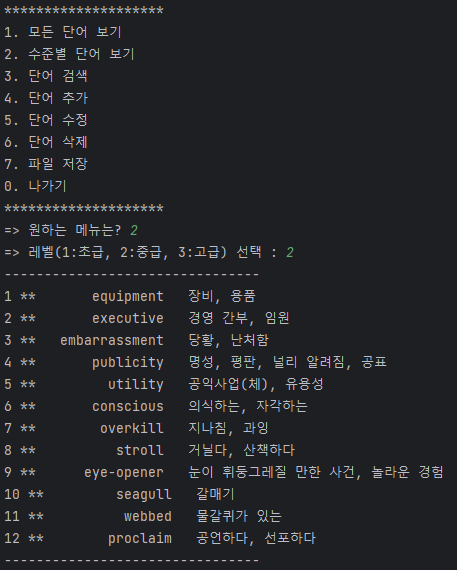 ********************
1. 모든 단어 보기
2. 수준별 단어 보기
3. 단어 검색
4. 단어 추가
5. 단어 수정
6. 단어 삭제
7. 파일 저장
0. 나가기
********************
=> 원하는 메뉴는? 2
=> 레벨(1:초급, 2:중급, 3:고급) 선택 : 2
--------------------------------
1 ** equipment 장비, 용품
2 ** executive 경영 간부, 임원
3 ** embarrassment 당황, 난처함
4 ** publicity 명성, 평판, 널리 알려짐, 공표
5 ** utility 공익사업(체), 유용성
6 ** conscious 의식하는, 자각하는
7 ** overkill 지나침, 과잉
8 ** stroll 거닐다, 산책하다
9 ** eye-opener 눈이 휘둥그레질 만한 사건, 놀라운 경험
10 ** seagull 갈매기
11 ** webbed 물갈퀴가 있는
12 ** proclaim 공언하다, 선포하다
--------------------------------